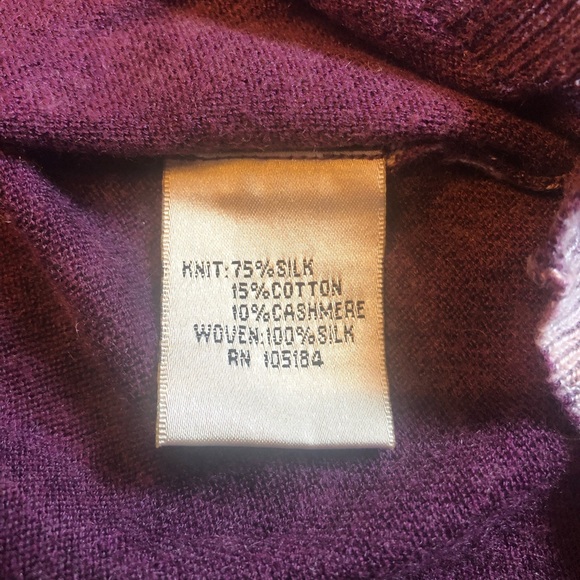 KNIT:75%SILK
15%COTTON
10%CASHMERE
WOVEN:100%SILK
RN 105184